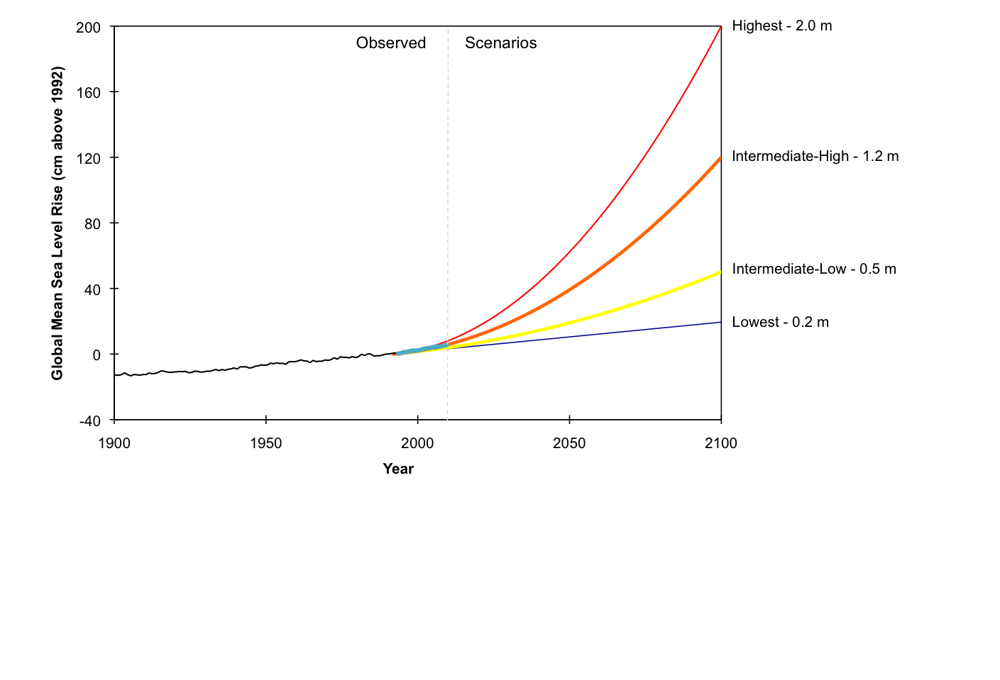 200
160
120
80
40
0
-40
Global Mean Sea Level Rise (cm above 1992)
Observed
Scenarios
Highest - 2.0 m
Intermediate-High - 1.2 m
Intermediate-Low - 0.5 m
Lowest - 0.2 m
1900
1950
2000
2050
2100
Year